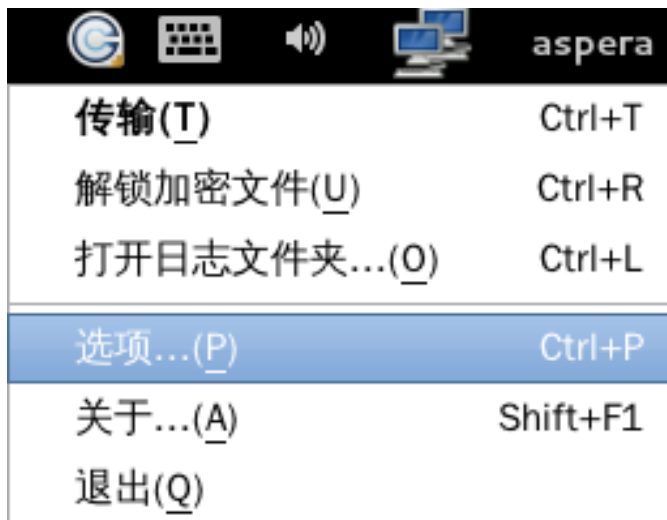 aspera
传输(T) Ctrl+T
解锁加密文件(U) Ctrl+R
打开日志文件夹...(O) Ctrl+L
选项...(P) Ctrl+P
关于...(A) Shift+F1
退出(Q)